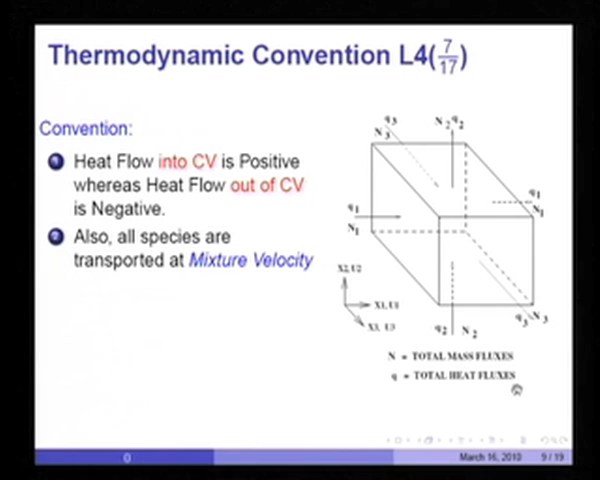 Thermodynamic Convention L4(7/17)
Convention:
1 Heat Flow into CV is Positive
whereas Heat Flow out of CV
is Negative.
2 Also, all species are
transported at Mixture Velocity
q3
N3
N2 q2
q1
N1
q1
N1
X2,U2
X1,U1
X3, U3
q2 N2
q3 N3
N = TOTAL MASS FLUXES
q = TOTAL HEAT FLUXES
()
March 16, 2010 9 / 19